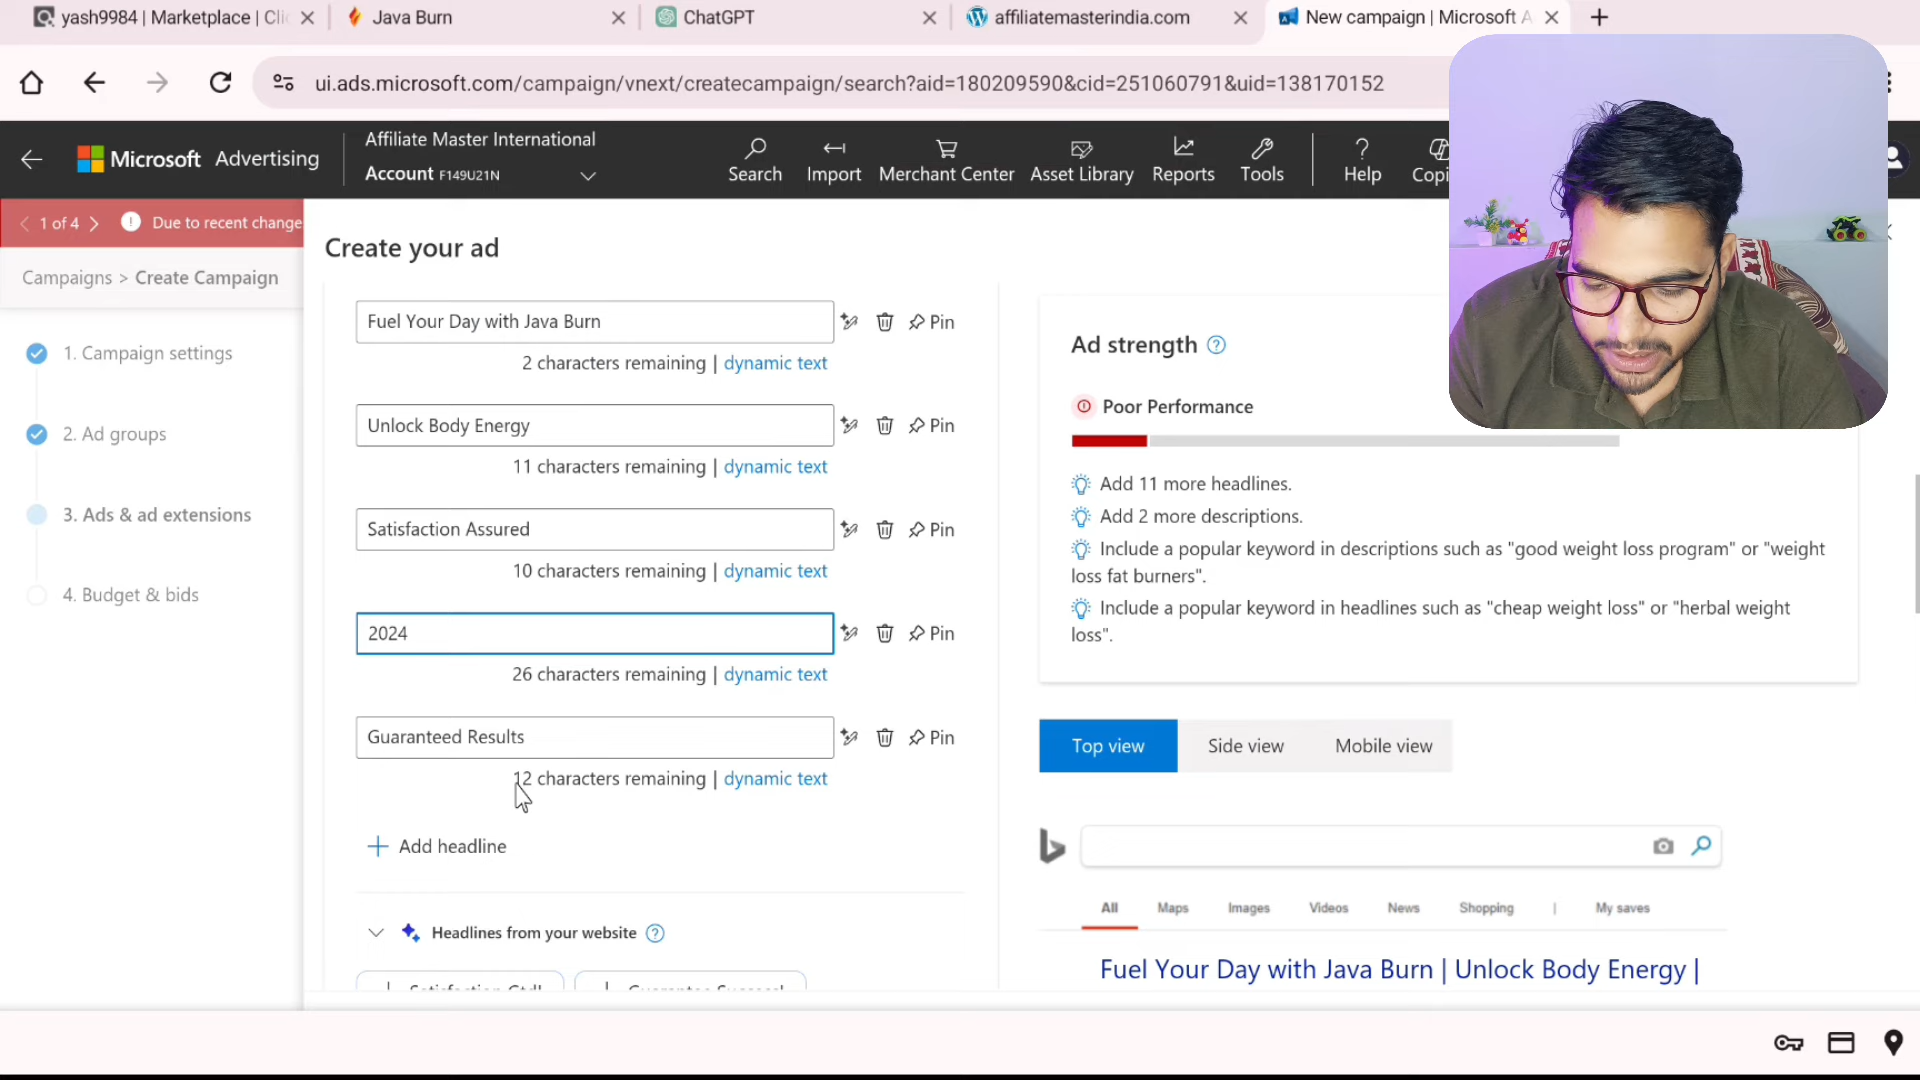 yash9984 | Marketplace | Clic
Java Burn
ChatGPT
affiliatemasterindia.com
New campaign | Microsoft A
ui.ads.microsoft.com/campaign/vnext/createcampaign/search?aid=180209590&cid=251060791&uid=138170152
Microsoft Advertising
Affiliate Master International
Account F149U21N
Search
Import
Merchant Center
Asset Library
Reports
Tools
Help
Copi
1 of 4
Due to recent change
Campaigns > Create Campaign
1. Campaign settings
2. Ad groups
3. Ads & ad extensions
4. Budget & bids
Create your ad
Fuel Your Day with Java Burn
Pin
2 characters remaining | dynamic text
Unlock Body Energy
Pin
11 characters remaining | dynamic text
Satisfaction Assured
Pin
10 characters remaining | dynamic text
2024
Pin
26 characters remaining | dynamic text
Guaranteed Results
Pin
12 characters remaining | dynamic text
Add headline
Headlines from your website
Ad strength
Poor Performance
Add 11 more headlines.
Add 2 more descriptions.
Include a popular keyword in descriptions such as "good weight loss program" or "weight
loss fat burners".
Include a popular keyword in headlines such as "cheap weight loss" or "herbal weight
loss".
Top view
Side view
Mobile view
All
Maps
Images
Videos
News
Shopping
|
My saves
Fuel Your Day with Java Burn | Unlock Body Energy |